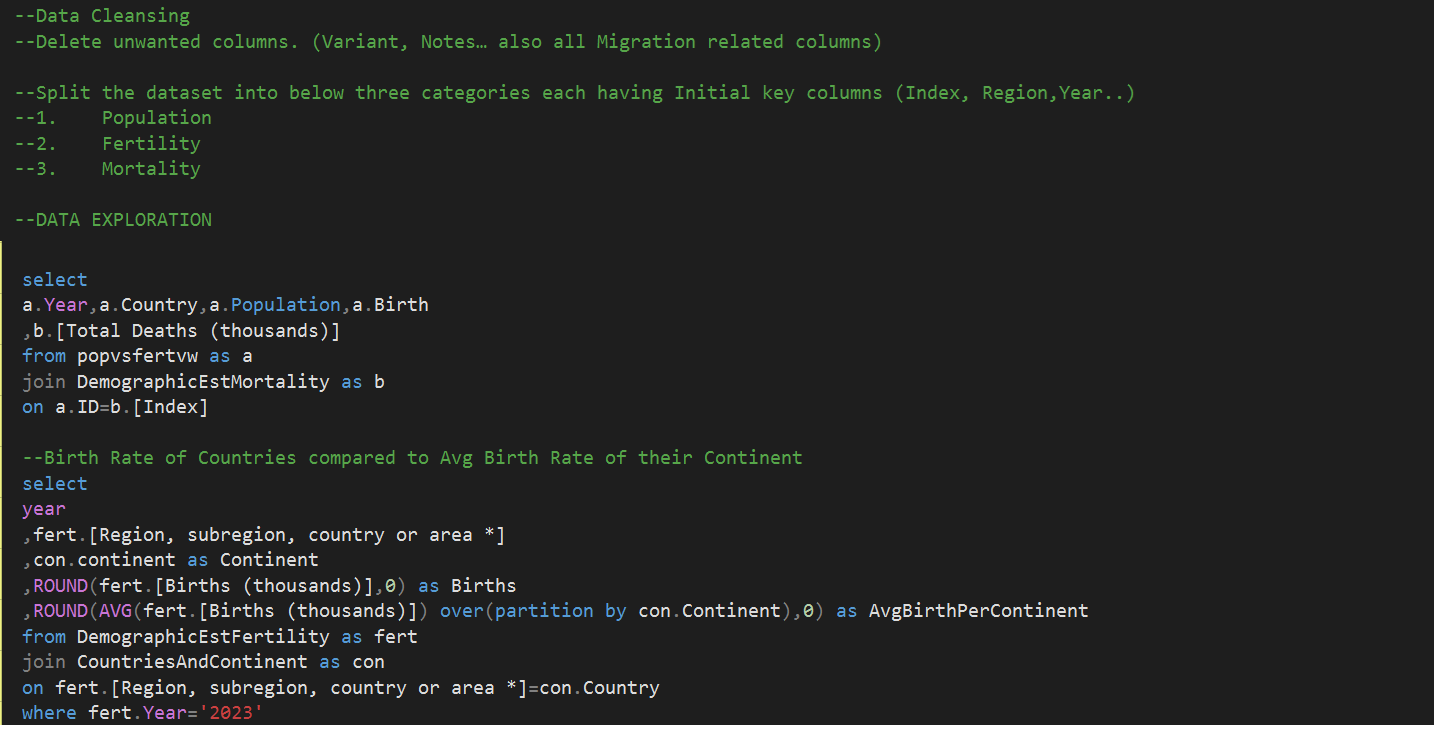 --Data Cleansing
--Delete unwanted columns. (Variant, Notes… also all Migration related columns)
--Split the dataset into below three categories each having Initial key columns (Index, Region,Year..)
--1.    Population
--2.    Fertility
--3.    Mortality
--DATA EXPLORATION
select
a.Year,a.Country,a.Population,a.Birth
,b.[Total Deaths (thousands)]
from popvsfertvw as a
join DemographicEstMortality as b
on a.ID=b.[Index]
--Birth Rate of Countries compared to Avg Birth Rate of their Continent
select
year
,fert.[Region, subregion, country or area *]
,con.continent as Continent
,ROUND(fert.[Births (thousands)],0) as Births
,ROUND(AVG(fert.[Births (thousands)]) over(partition by con.Continent),0) as AvgBirthPerContinent
from DemographicEstFertility as fert
join CountriesAndContinent as con
on fert.[Region, subregion, country or area *]=con.Country
where fert.Year='2023'